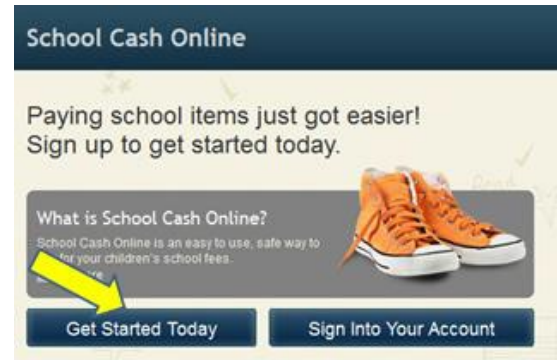 School Cash Online
Paying school items just got easier!
Sign up to get started today.
What is School Cash Online?
School Cash Online is an easy to use, safe way to
for your children's school fees.
Get Started Today
Sign Into Your Account